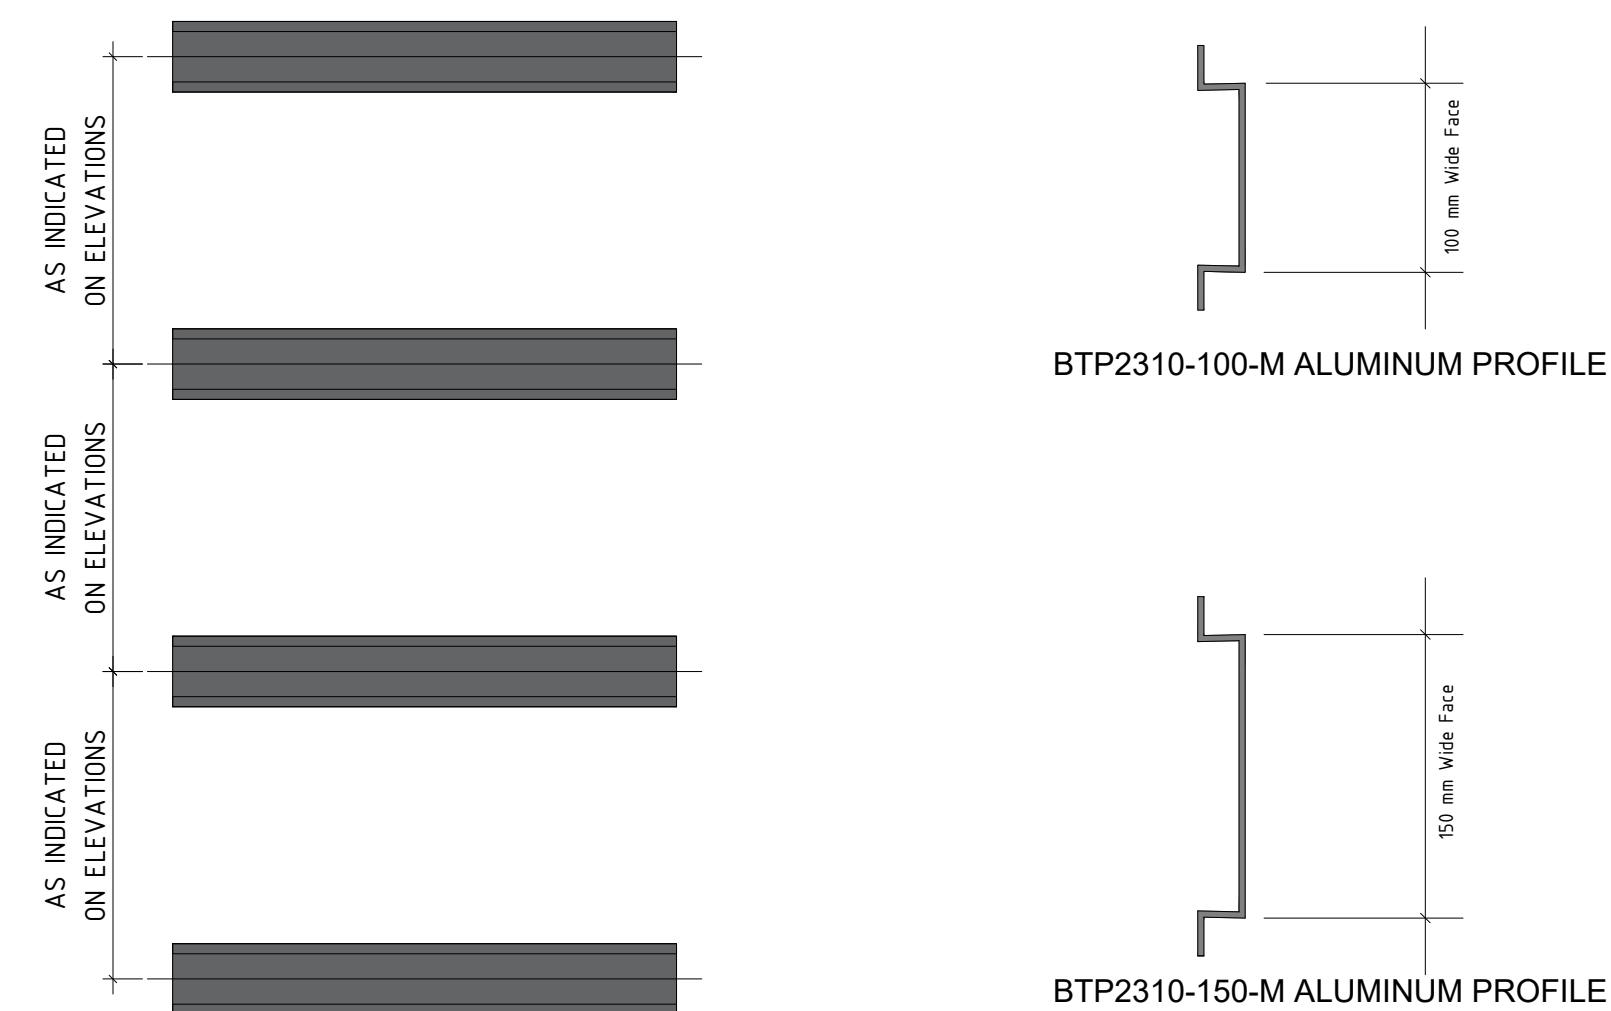 AS INDICATED
ON ELEVATIONS
AS INDICATED
ON ELEVATIONS
AS INDICATED
ON ELEVATIONS
100 mm Wide Face
BTP2310-100-M ALUMINUM PROFILE
150 mm Wide Face
BTP2310-150-M ALUMINUM PROFILE